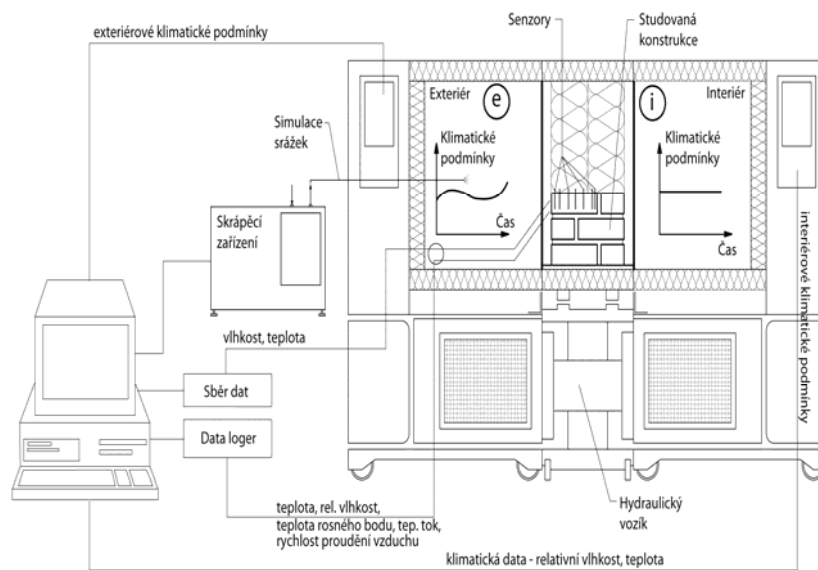 exteriérové klimatické podmínky
Senzory
Studovaná
konstrukce
Exteriér
e
i
Interiér
Simulace
srážek
Klimatické
podmínky
Klimatické
podmínky
Čas
Čas
Skrápěcí
zařízení
interiérové klimatické podmínky
vlhkost, teplota
Sběr dat
Data loger
teplota, rel. vlhkost,
teplota rosného bodu, tep. tok,
rychlost proudění vzduchu
Hydraulický
vozík
klimatická data - relativní vlhkost, teplota